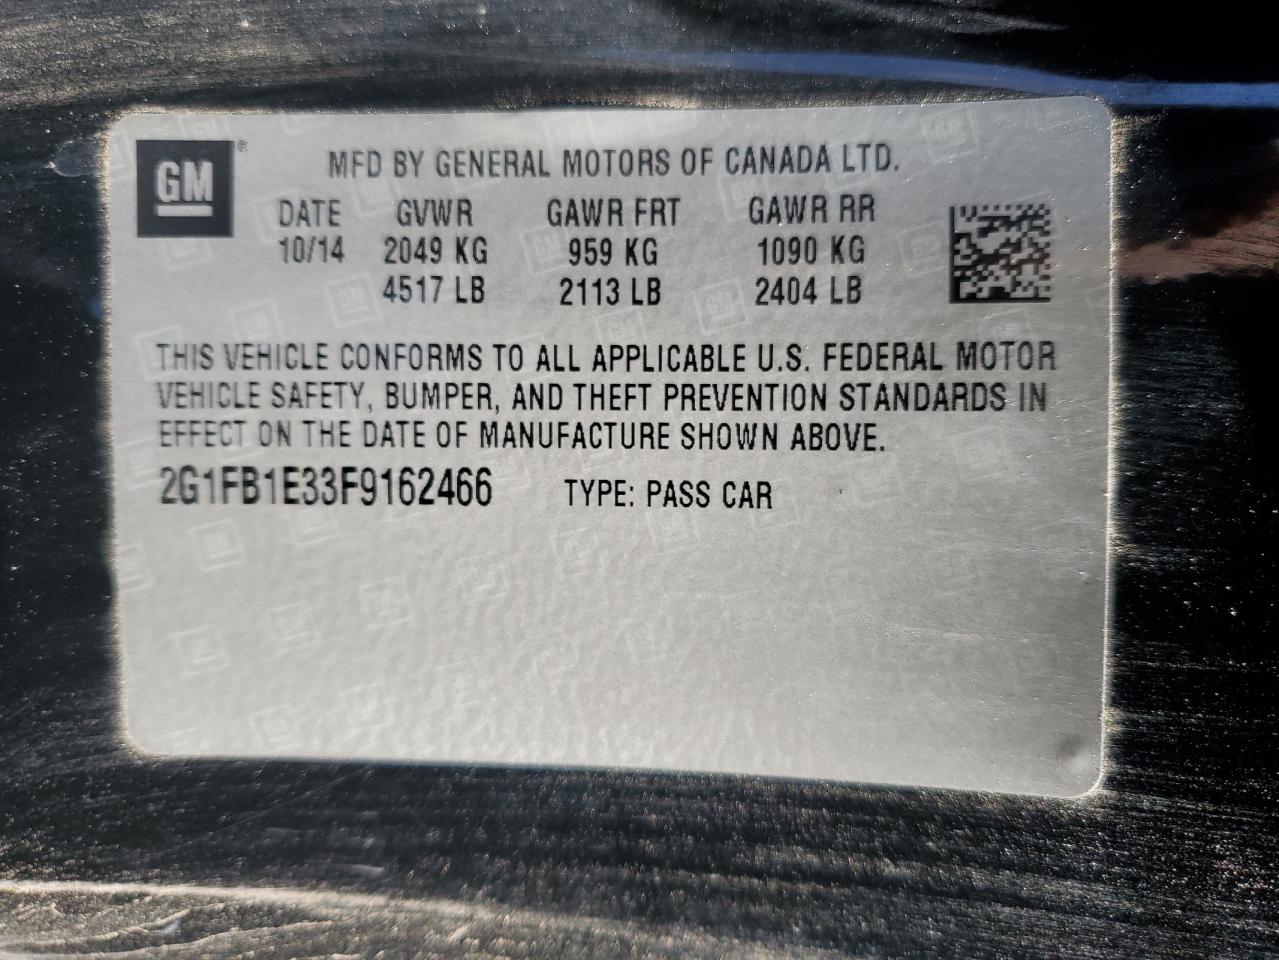 GM
MFD BY GENERAL MOTORS OF CANADA LTD.
DATE GVWR GAWR FRT GAWR RR
10/14 2049 KG 959 KG 1090 KG
4517 LB 2113 LB 2404 LB
THIS VEHICLE CONFORMS TO ALL APPLICABLE U.S. FEDERAL MOTOR
VEHICLE SAFETY, BUMPER, AND THEFT PREVENTION STANDARDS IN
EFFECT ON THE DATE OF MANUFACTURE SHOWN ABOVE.
2G1FB1E33F9162466 TYPE: PASS CAR